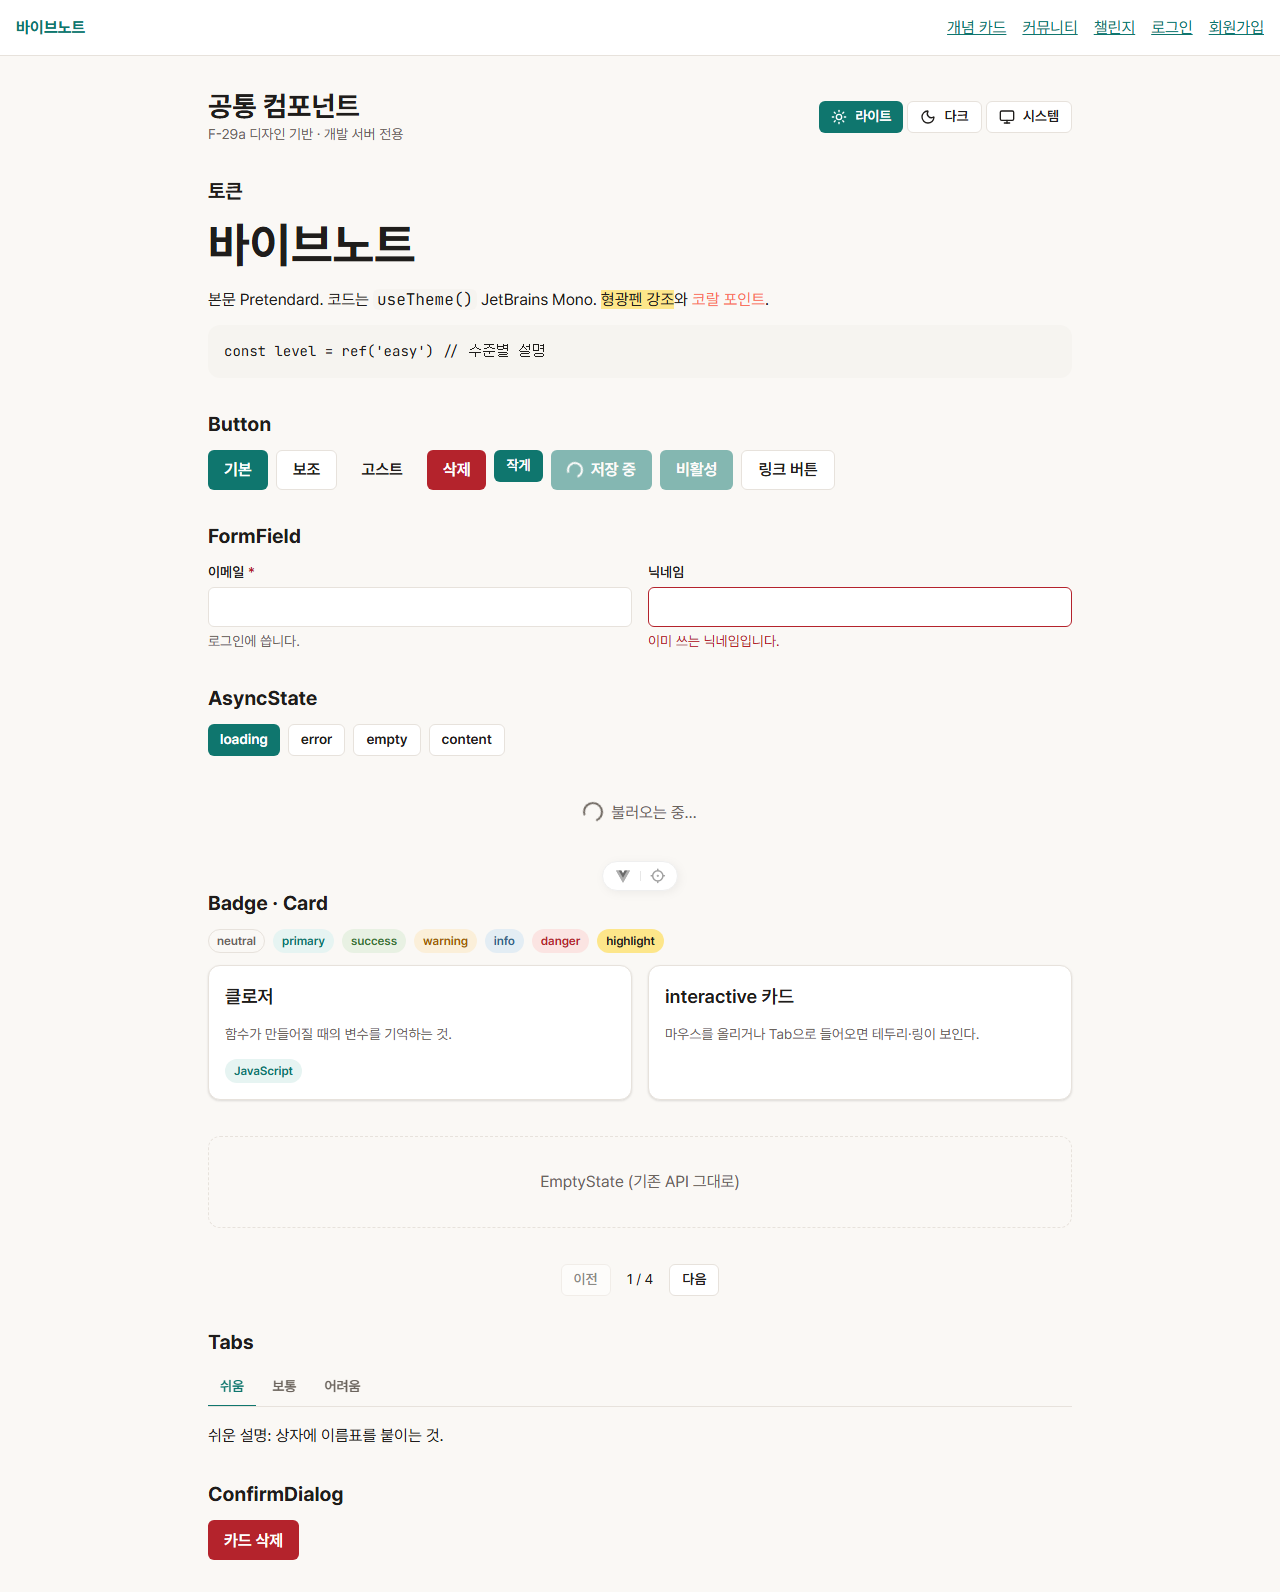 바이브노트 개념 카드 커뮤니티 챌린지 로그인 회원가입
공통 컴포넌트
F-29a 디자인 기반 · 개발 서버 전용
라이트 다크 시스템
토큰
바이브노트
본문 Pretendard. 코드는 useTheme() JetBrains Mono. 형광펜 강조와 코랄 포인트.
const level = ref('easy') // 수준별 설명
Button
기본 보조 고스트 삭제 작게 저장 중 비활성 링크 버튼
FormField
이메일 * 닉네임
로그인에 씁니다. 이미 쓰는 닉네임입니다.
AsyncState
loading error empty content
불러오는 중…
Badge · Card
neutral primary success warning info danger highlight
클로저 interactive 카드
함수가 만들어질 때의 변수를 기억하는 것. 마우스를 올리거나 Tab으로 들어오면 테두리·링이 보인다.
JavaScript
EmptyState (기존 API 그대로)
이전 1 / 4 다음
Tabs
쉬움 보통 어려움
쉬운 설명: 상자에 이름표를 붙이는 것.
ConfirmDialog
카드 삭제